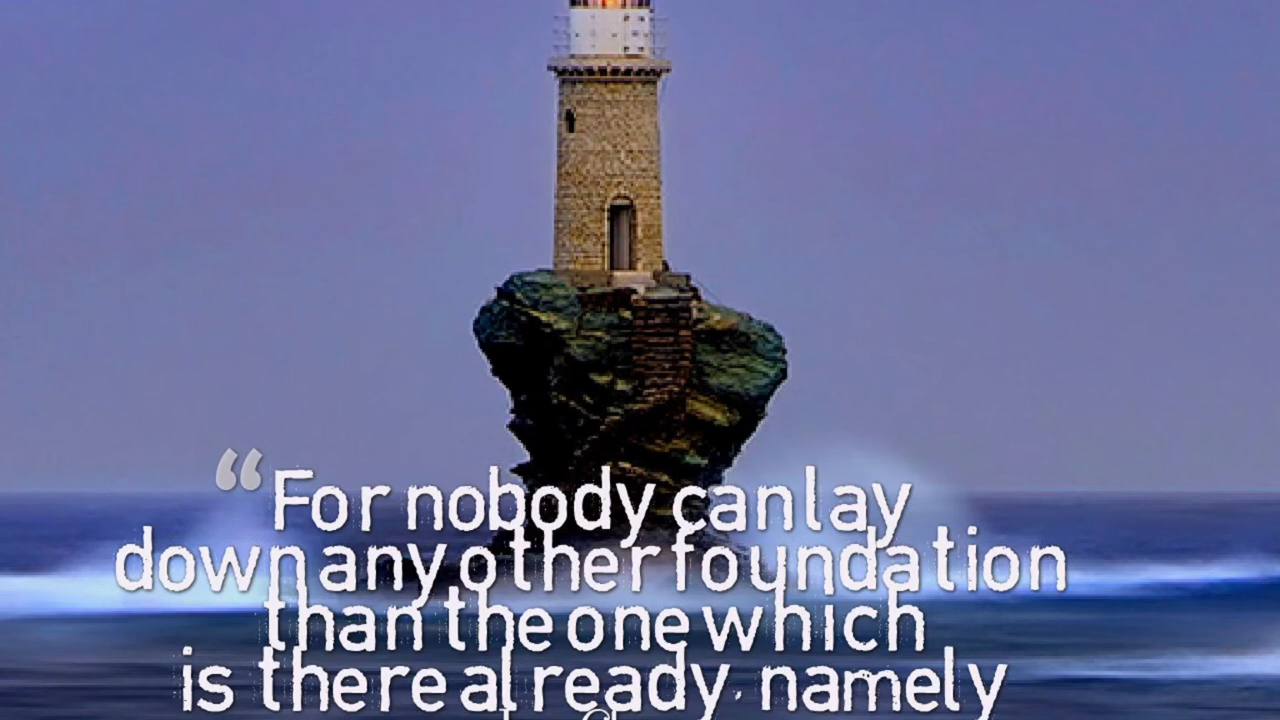 “For nobody can lay
down any other foundation
than the one which
is there already, namely